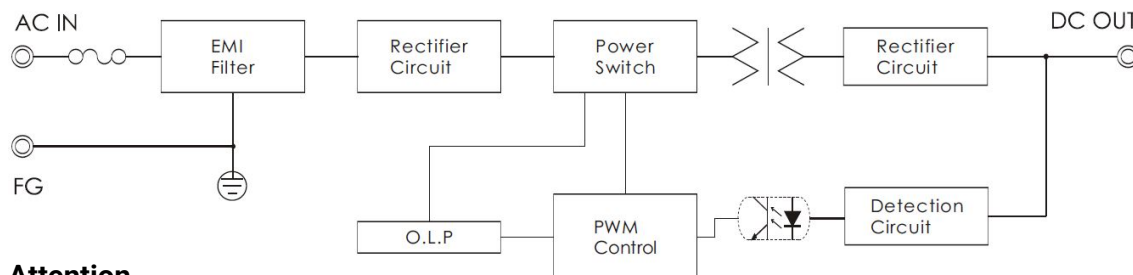 AC IN
EMI
Filter
Rectifier
Circuit
Power
Switch
Rectifier
Circuit
DC OUT
FG
O.L.P
PWM
Control
Detection
Circuit
Attention